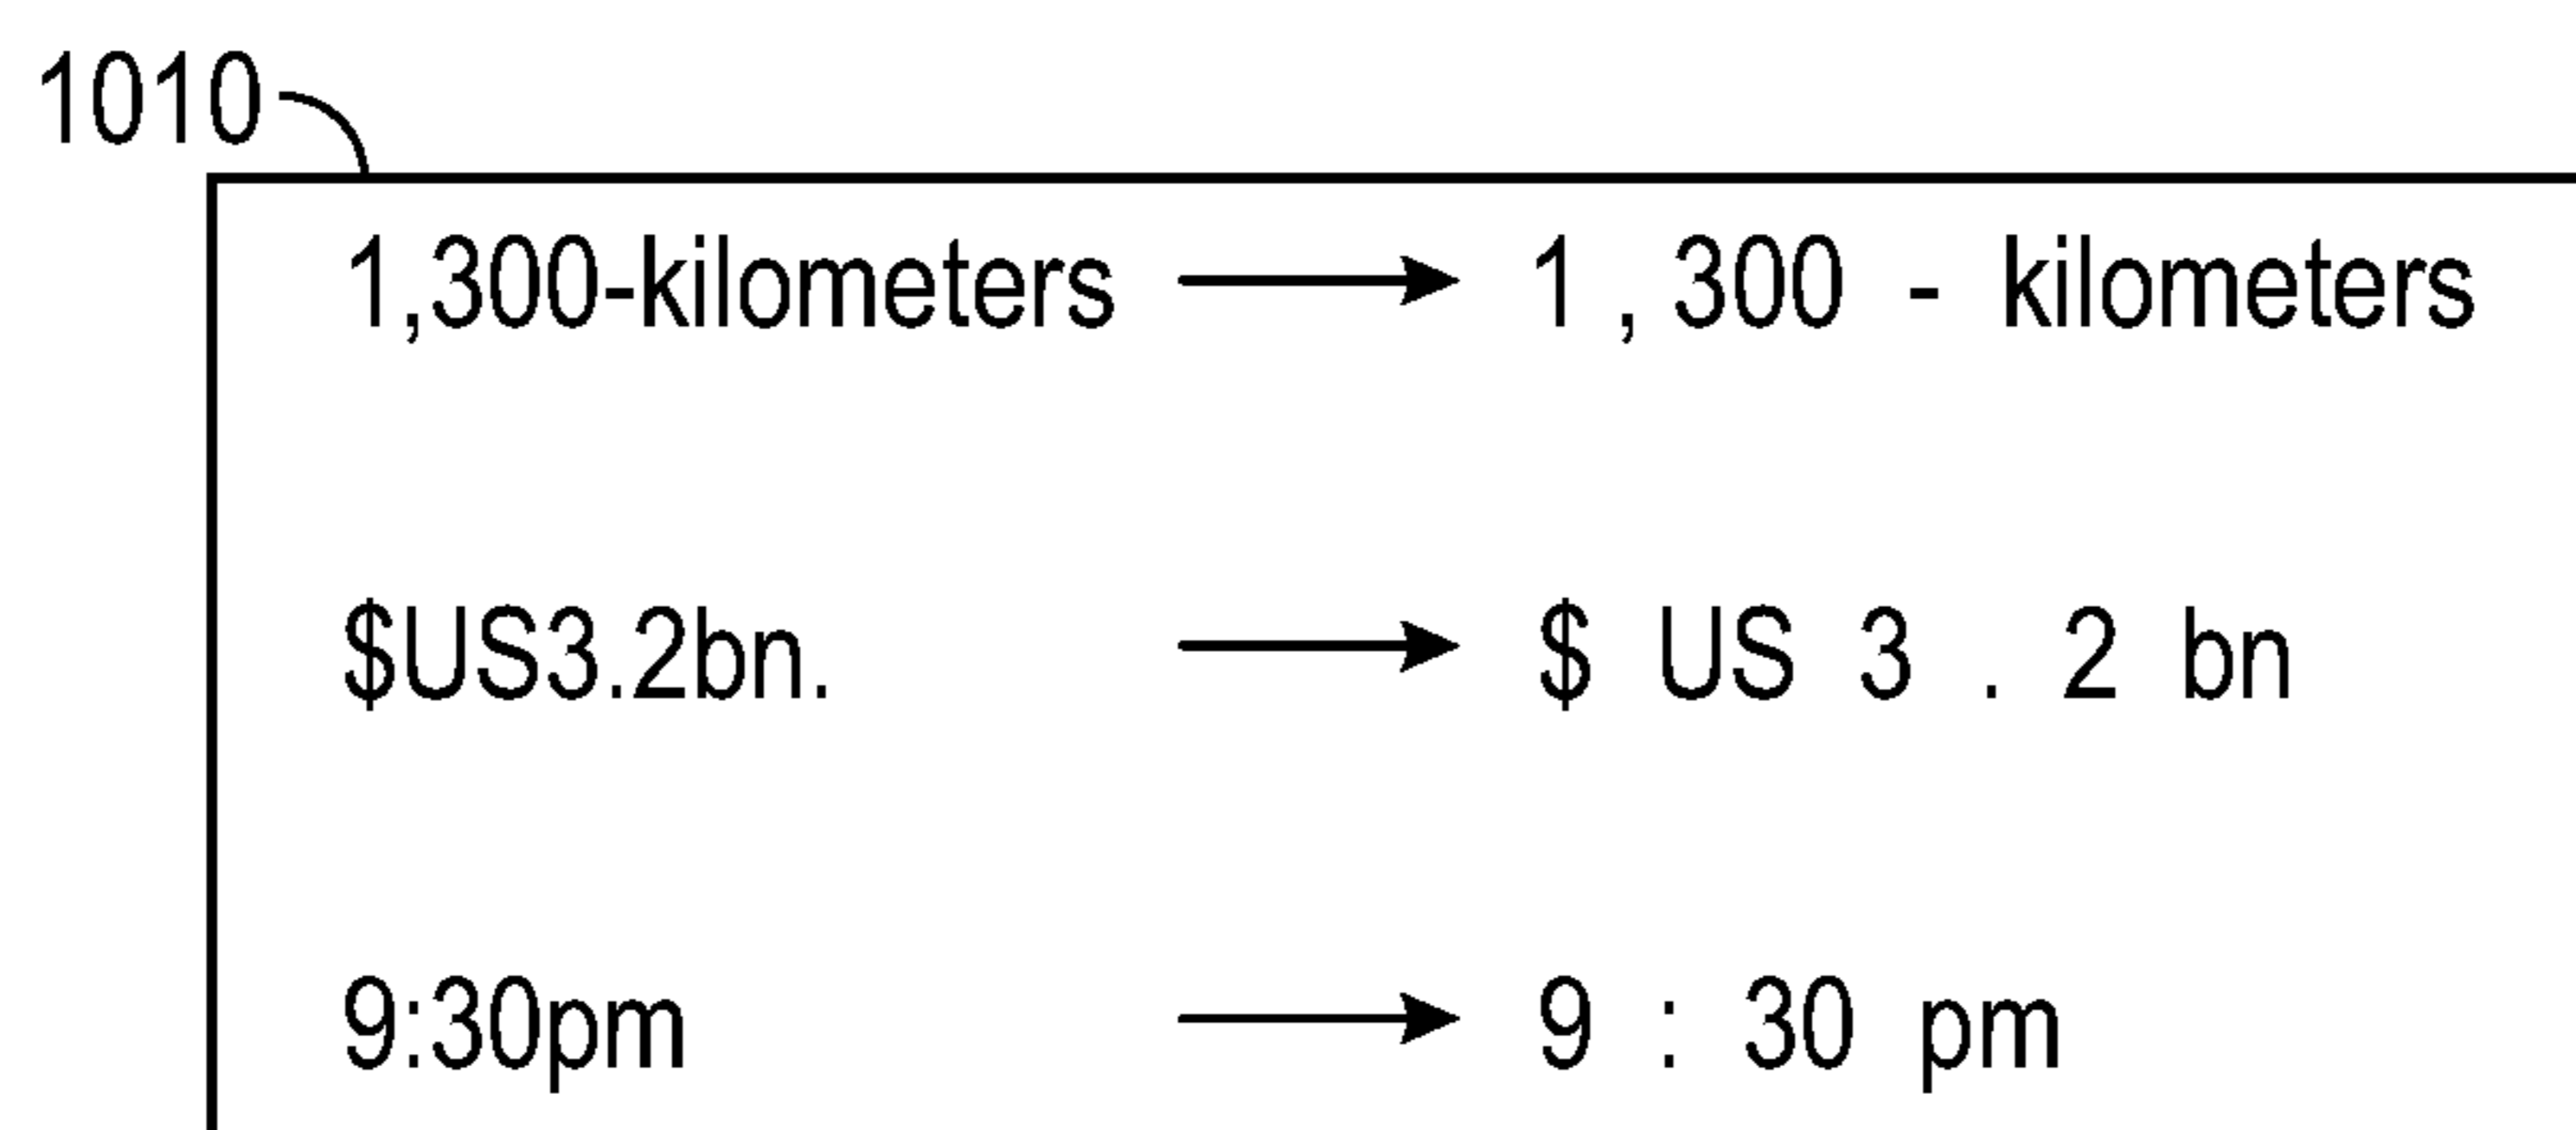 1010
1,300-kilometers → 1 , 300 - kilometers
$US3.2bn. → $ US 3 . 2 bn
9:30pm → 9 : 30 pm